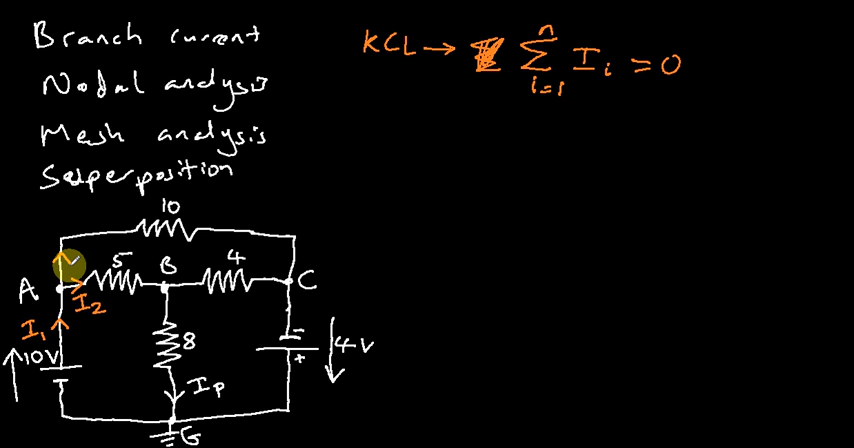 Branch current
KCL → Σ n i=1 I i = 0
Nodal analysis
Mesh analysis
Superposition
10
5 B 4
A C
I2
I1
8
10V - 4V
+
Ip
G